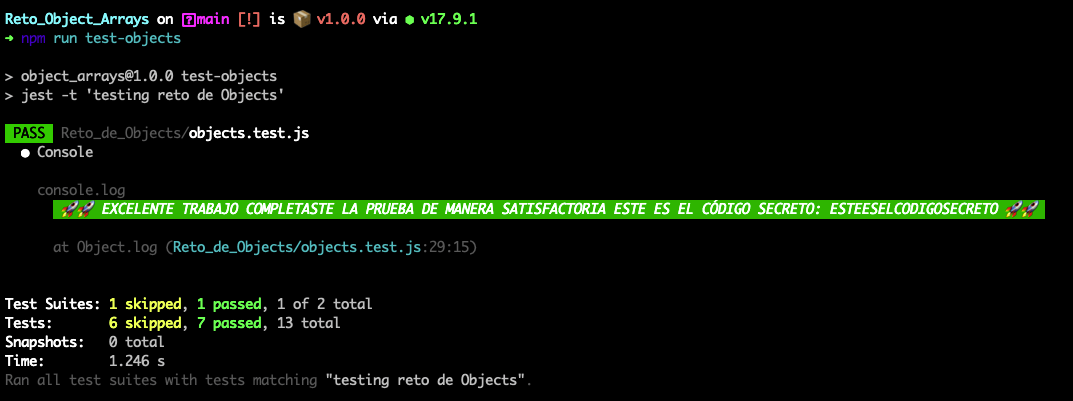 Reto_Object_Arrays on main [!] is 📦 v1.0.0 via ⬢ v17.9.1
➜ npm run test-objects
> object_arrays@1.0.0 test-objects
> jest -t 'testing reto de Objects'
PASS Reto_de_Objects/objects.test.js
● Console
console.log
🚀🚀 EXCELENTE TRABAJO COMPLETASTE LA PRUEBA DE MANERA SATISFACTORIA ESTE ES EL CÓDIGO SECRETO: ESTEESELCODIGOSECRETO 🚀🚀
at Object.log (Reto_de_Objects/objects.test.js:29:15)
Test Suites: 1 skipped, 1 passed, 1 of 2 total
Tests: 6 skipped, 7 passed, 13 total
Snapshots: 0 total
Time: 1.246 s
Ran all test suites with tests matching "testing reto de Objects".